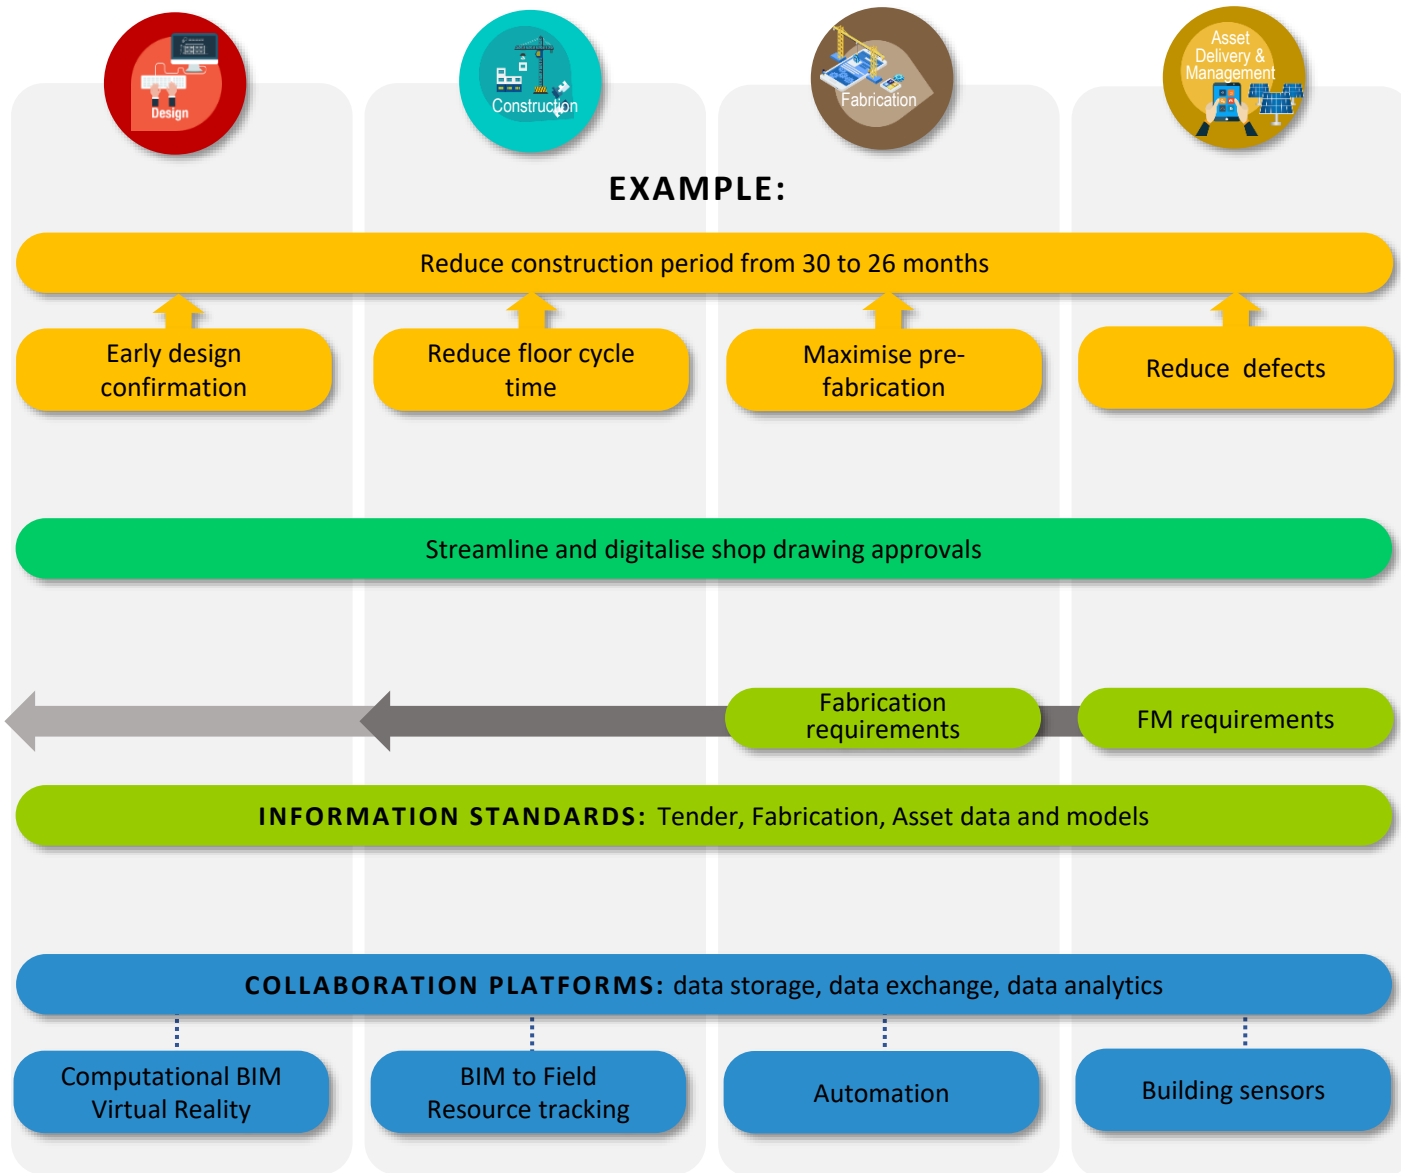 Design
Construction
Fabrication
Asset
Delivery &
Management
EXAMPLE:
Reduce construction period from 30 to 26 months
Early design
confirmation
Reduce floor cycle
time
Maximise pre-
fabrication
Reduce defects
Streamline and digitalise shop drawing approvals
Fabrication
requirements
FM requirements
INFORMATION STANDARDS: Tender, Fabrication, Asset data and models
COLLABORATION PLATFORMS: data storage, data exchange, data analytics
Computational BIM
Virtual Reality
BIM to Field
Resource tracking
Automation
Building sensors